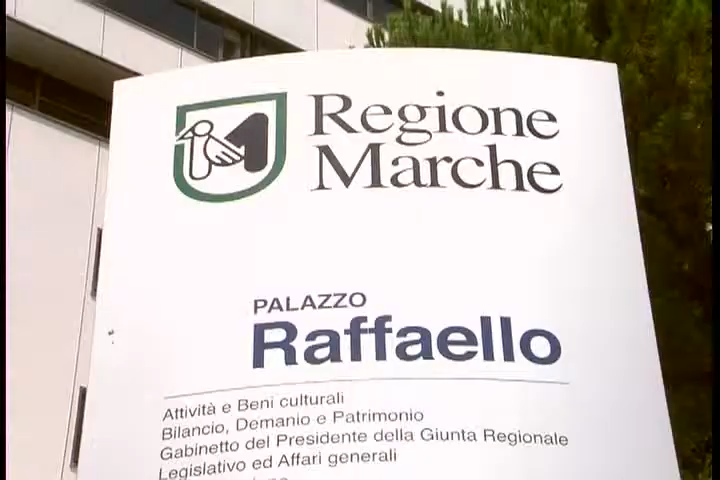 Regione
Marche
PALAZZO
Raffaello
Attività e Beni culturali
Bilancio, Demanio e Patrimonio
Gabinetto del Presidente della Giunta Regionale
Legislativo ed Affari generali